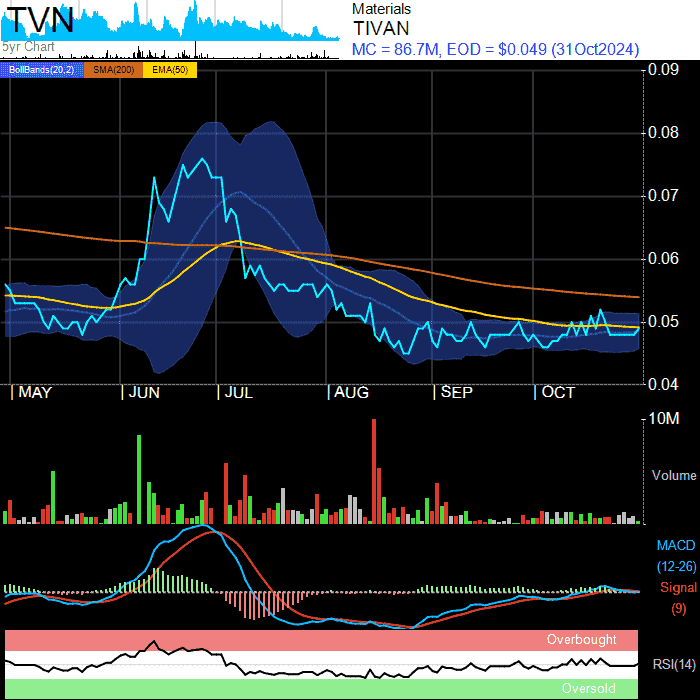 TVN
5yr Chart
Materials
TIVAN
MC = 86.7M, EOD = $0.049 (31Oct2024)
BollBands(20,2) SMA(200) EMA(50)
0.09
0.08
0.07
0.06
0.05
0.04
MAY JUN JUL AUG SEP OCT
10M
Volume
MACD
(12-26)
Signal
(9)
Overbought
RSI(14)
Oversold